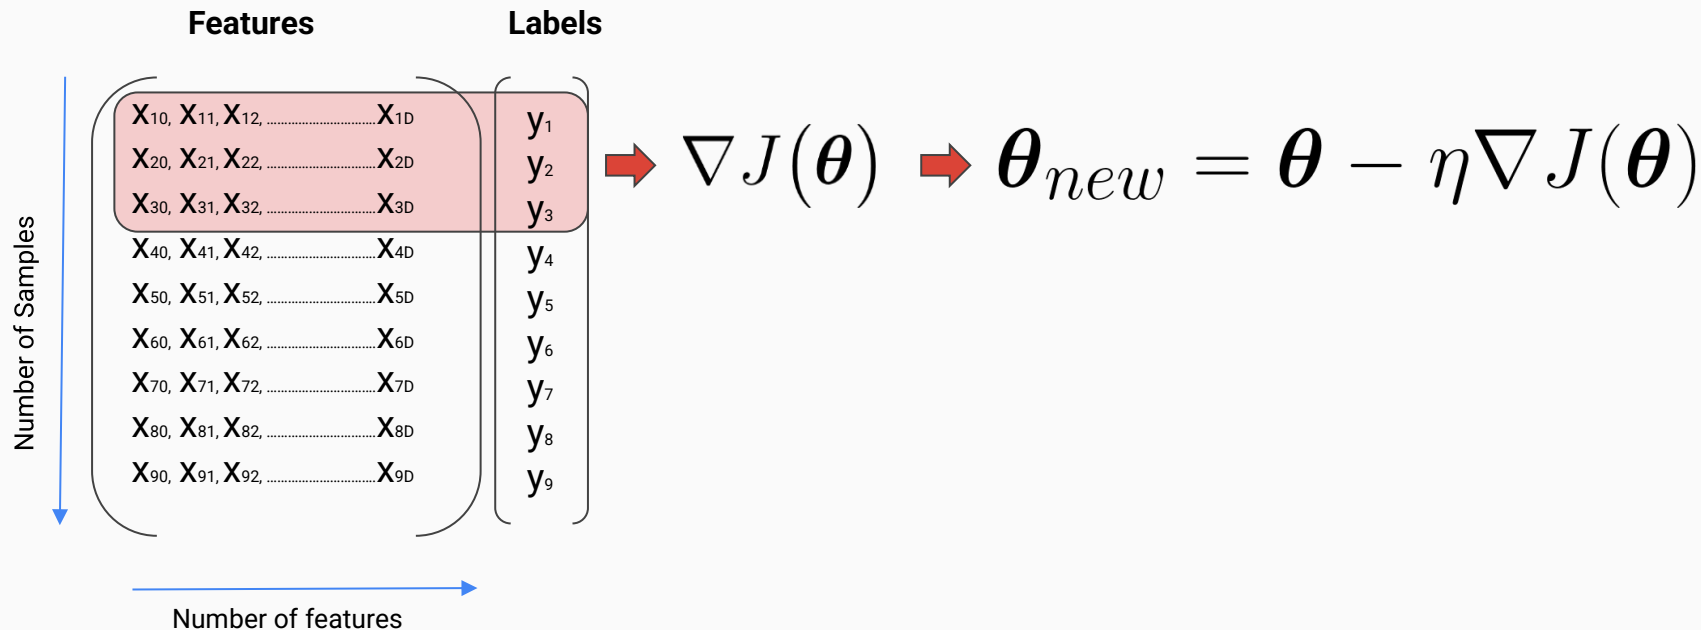 Features Labels
X10, X11, X12, ............................X1D y1
X20, X21, X22, ............................X2D y2
X30, X31, X32, ............................X3D y3
X40, X41, X42, ............................X4D y4
X50, X51, X52, ............................X5D y5
X60, X61, X62, ............................X6D y6
X70, X71, X72, ............................X7D y7
X80, X81, X82, ............................X8D y8
X90, X91, X92, ............................X9D y9
∇J(θ)
θnew = θ − η∇J(θ)
Number of Samples
Number of features